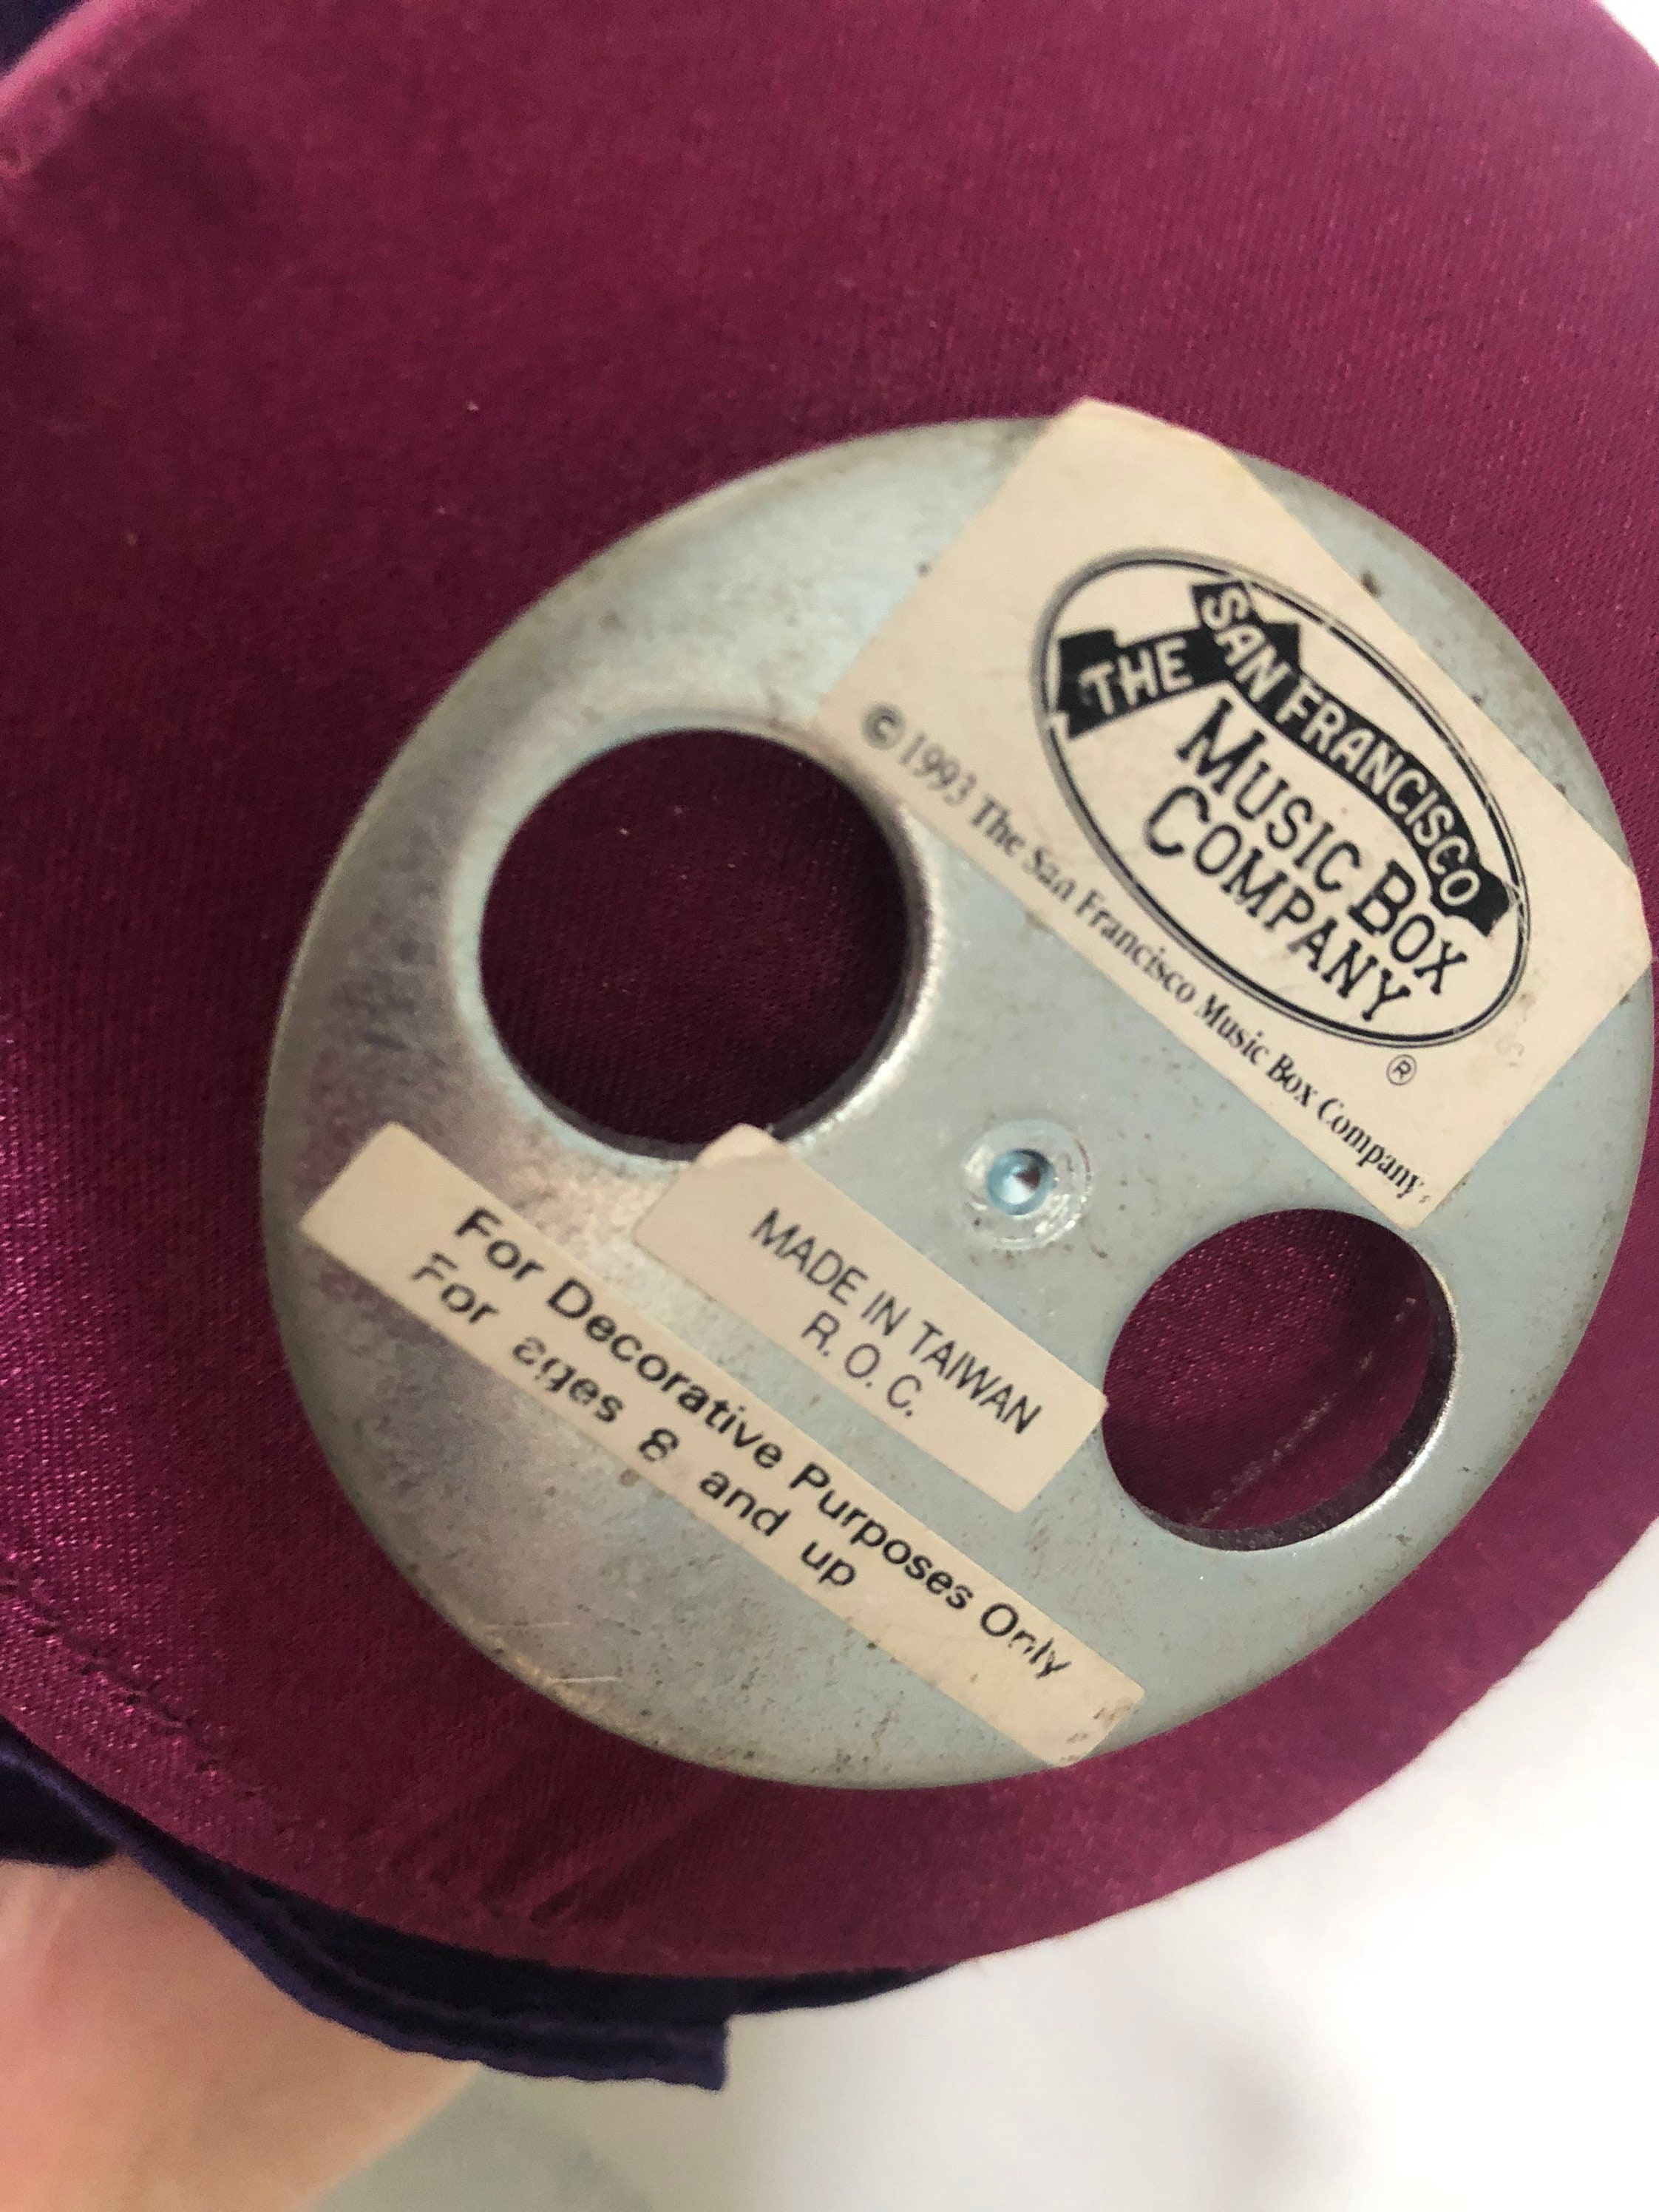 THE SAN FRANCISCO
MUSIC BOX
COMPANY
®
© 1993 The San Francisco Music Box Company
MADE IN TAIWAN
R. O. C.
For Decorative Purposes Only
For ages 8 and up